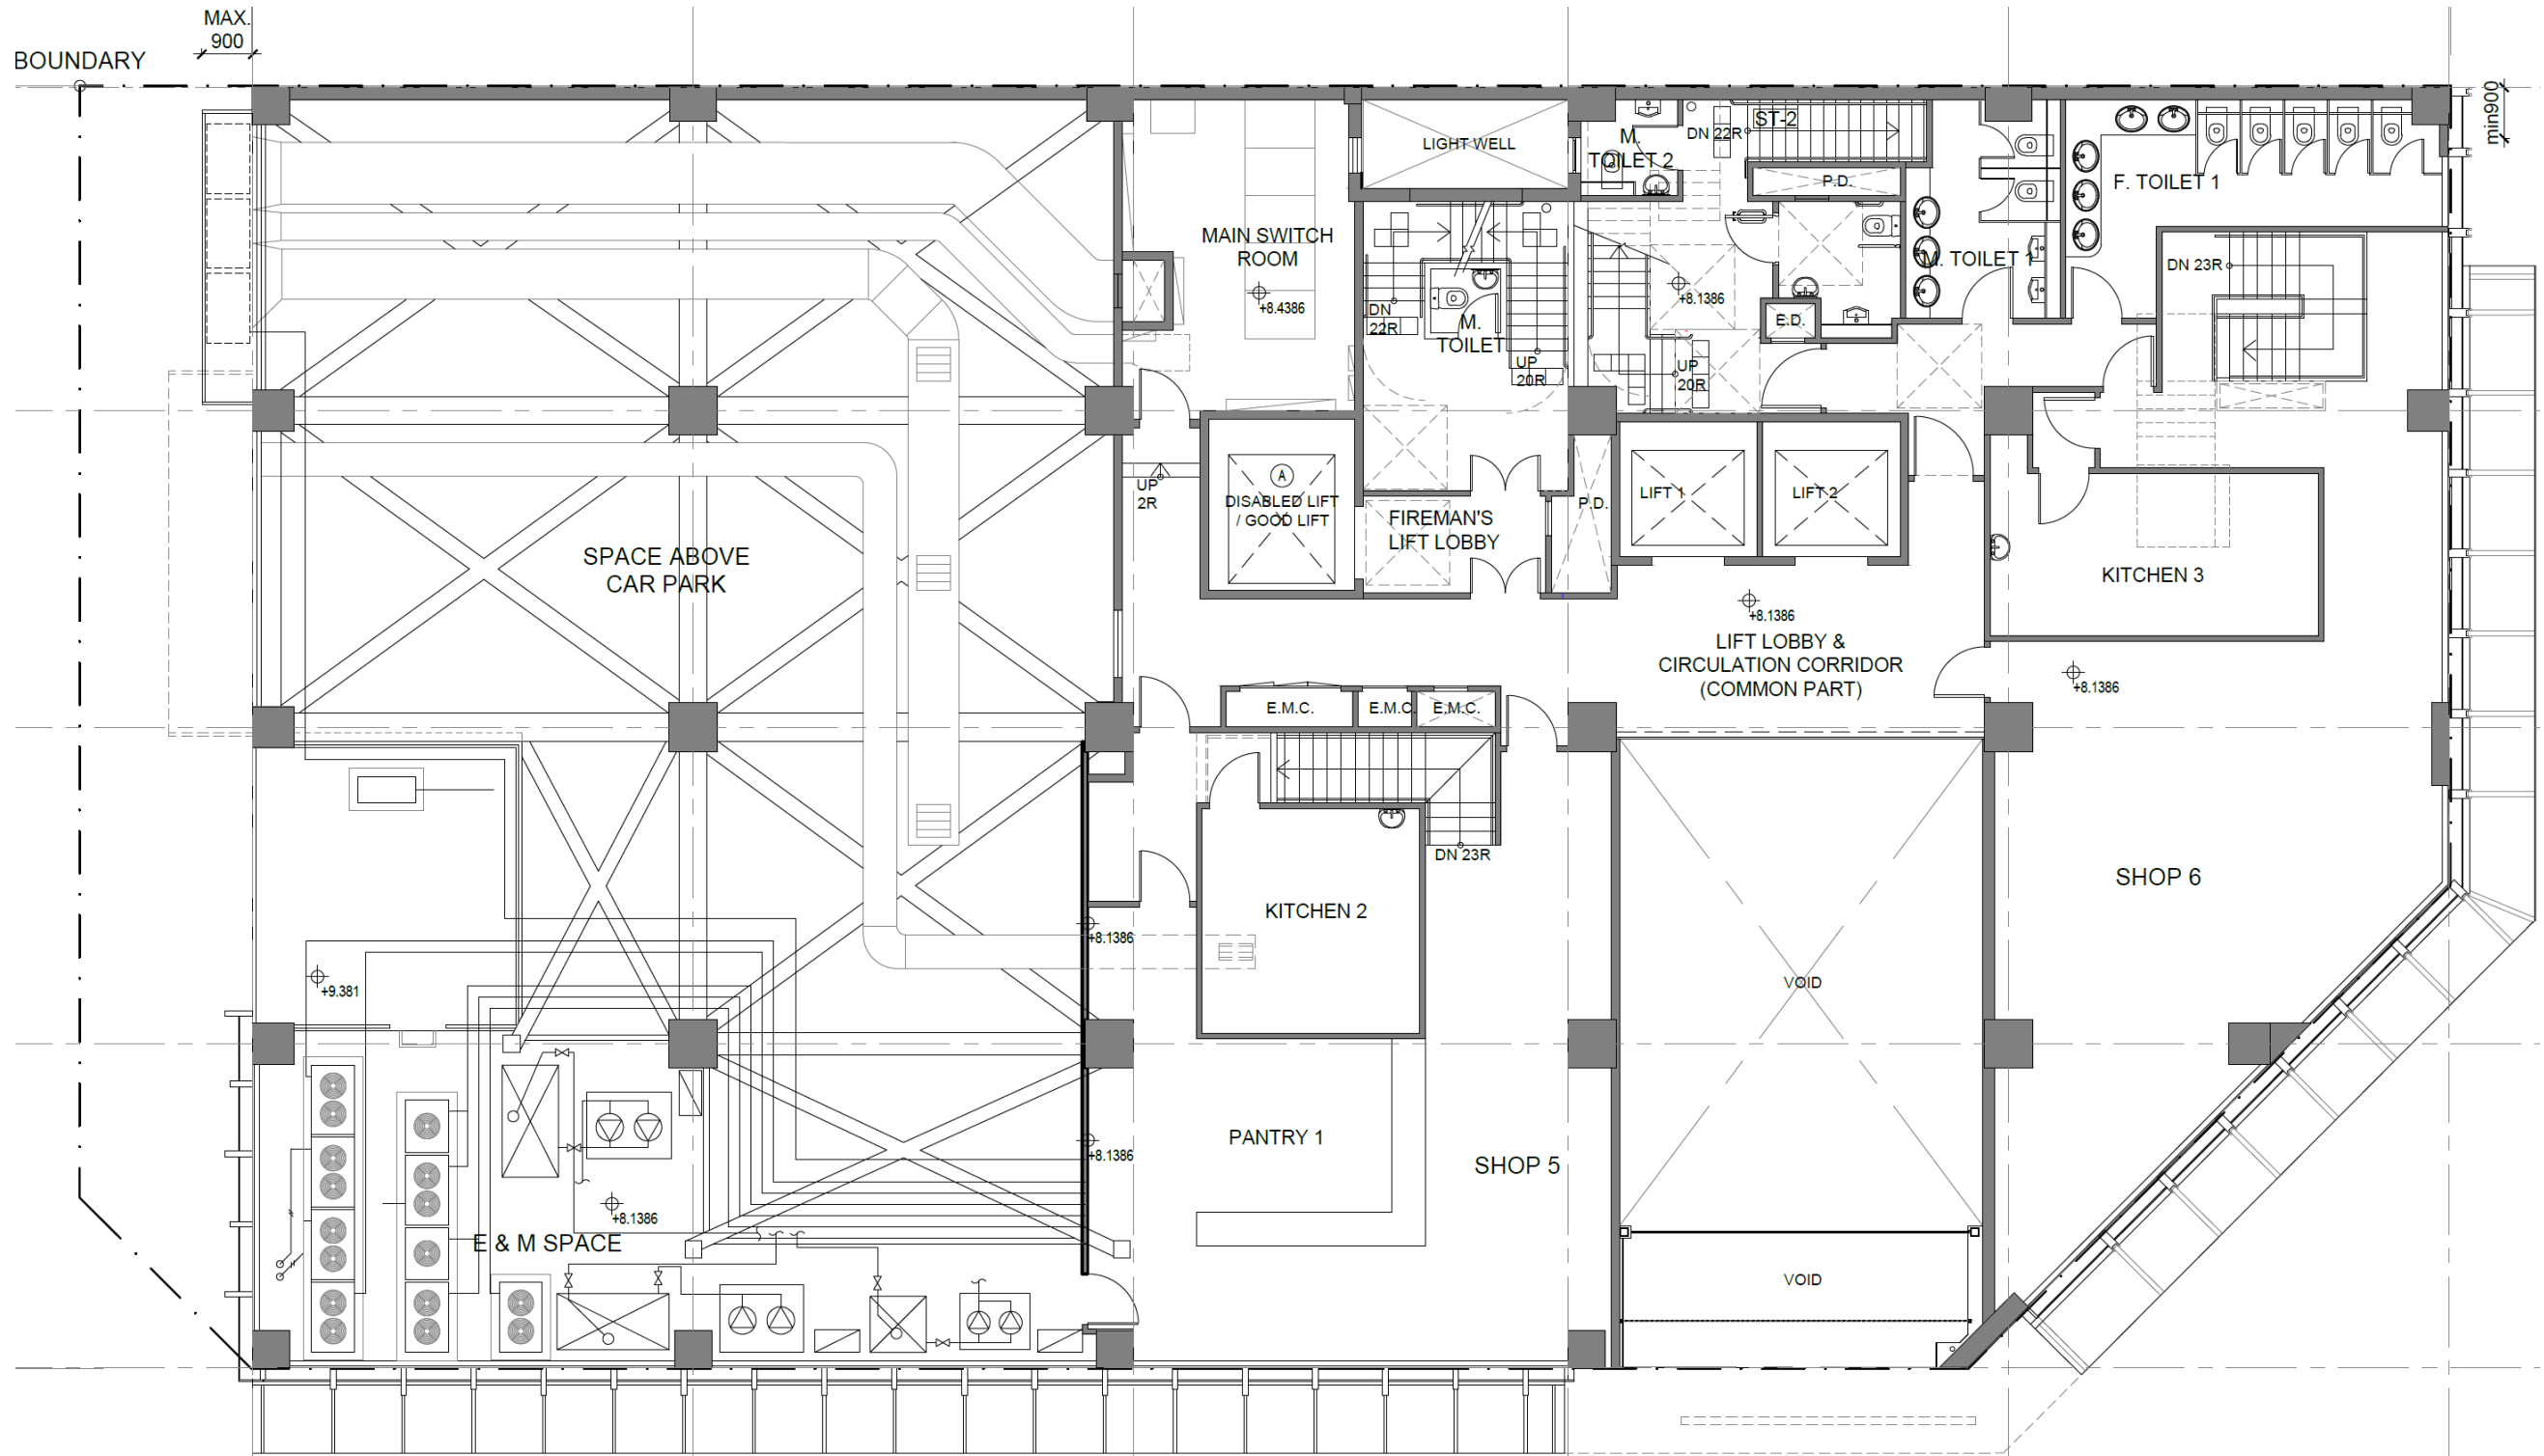 MAX.
900
BOUNDARY
min900
LIGHT WELL
M.
TOILET 2
DN 22R
ST-2
P.D.
F. TOILET 1
MAIN SWITCH
ROOM
+8.4386
DN
22R
M.
TOILET
UP
20R
+8.1386
E.D.
UP
20R
M. TOILET 1
DN 23R
UP
2R
A
DISABLED LIFT
/ GOOD LIFT
FIREMAN'S
LIFT LOBBY
P.D.
LIFT 1
LIFT 2
SPACE ABOVE
CAR PARK
KITCHEN 3
+8.1386
LIFT LOBBY &
CIRCULATION CORRIDOR
(COMMON PART)
+8.1386
E.M.C.
E.M.C.
E.M.C.
DN 23R
KITCHEN 2
SHOP 6
+8.1386
+9.381
VOID
PANTRY 1
+8.1386
SHOP 5
+8.1386
E & M SPACE
VOID